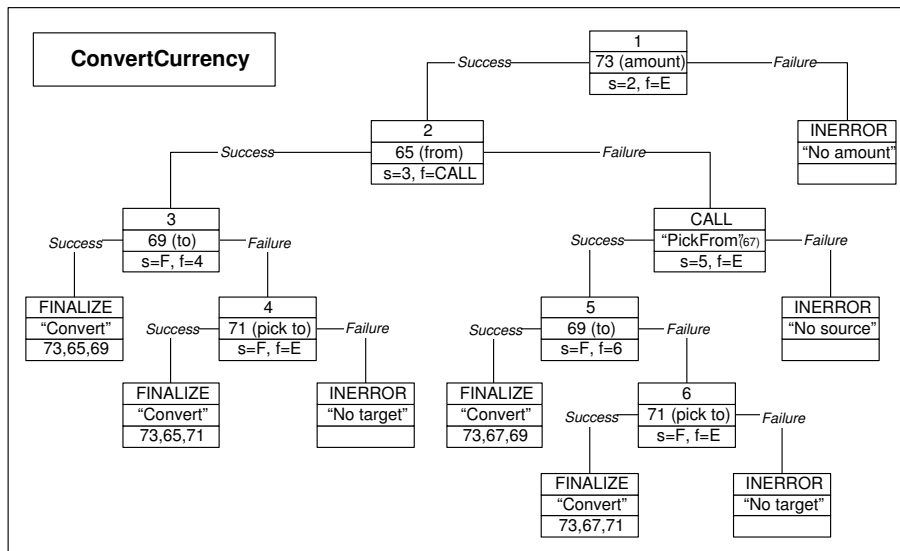 ConvertCurrency
1
73 (amount)
s=2, f=E
Success
Failure
2
65 (from)
s=3, f=CALL
INERROR
“No amount”
Success
Failure
3
69 (to)
s=F, f=4
CALL
“PickFrom”(67)
s=5, f=E
Success
Failure
Success
Failure
FINALIZE
“Convert”
73,65,69
4
71 (pick to)
s=F, f=E
5
69 (to)
s=F, f=6
INERROR
“No source”
Success
Failure
Success
Failure
FINALIZE
“Convert”
73,65,71
INERROR
“No target”
FINALIZE
“Convert”
73,67,69
6
71 (pick to)
s=F, f=E
Success
Failure
FINALIZE
“Convert”
73,67,71
INERROR
“No target”